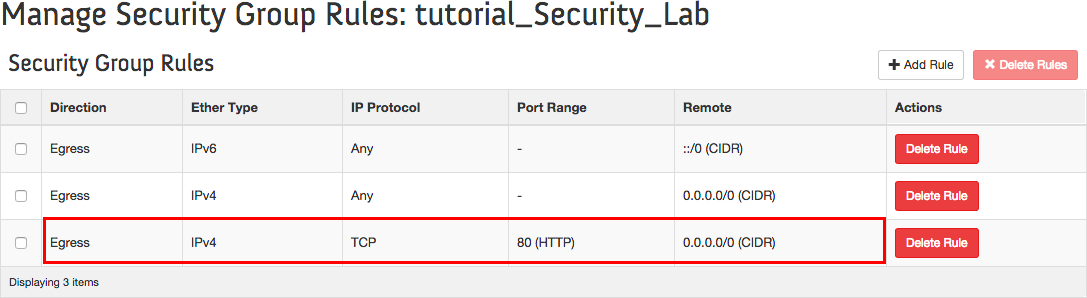 Manage Security Group Rules: tutorial_Security_Lab
Security Group Rules
+ Add Rule
✖ Delete Rules
Direction Ether Type IP Protocol Port Range Remote Actions
Egress IPv6 Any - ::/0 (CIDR) Delete Rule
Egress IPv4 Any - 0.0.0.0/0 (CIDR) Delete Rule
Egress IPv4 TCP 80 (HTTP) 0.0.0.0/0 (CIDR) Delete Rule
Displaying 3 items